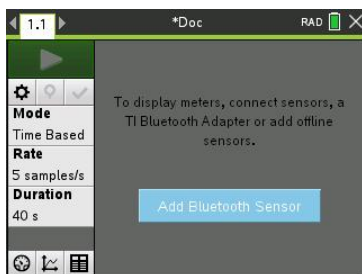 1.1
*Doc
RAD
Mode
Time Based
Rate
5 samples/s
Duration
40 s
To display meters, connect sensors, a
TI Bluetooth Adapter or add offline
sensors.
Add Bluetooth Sensor